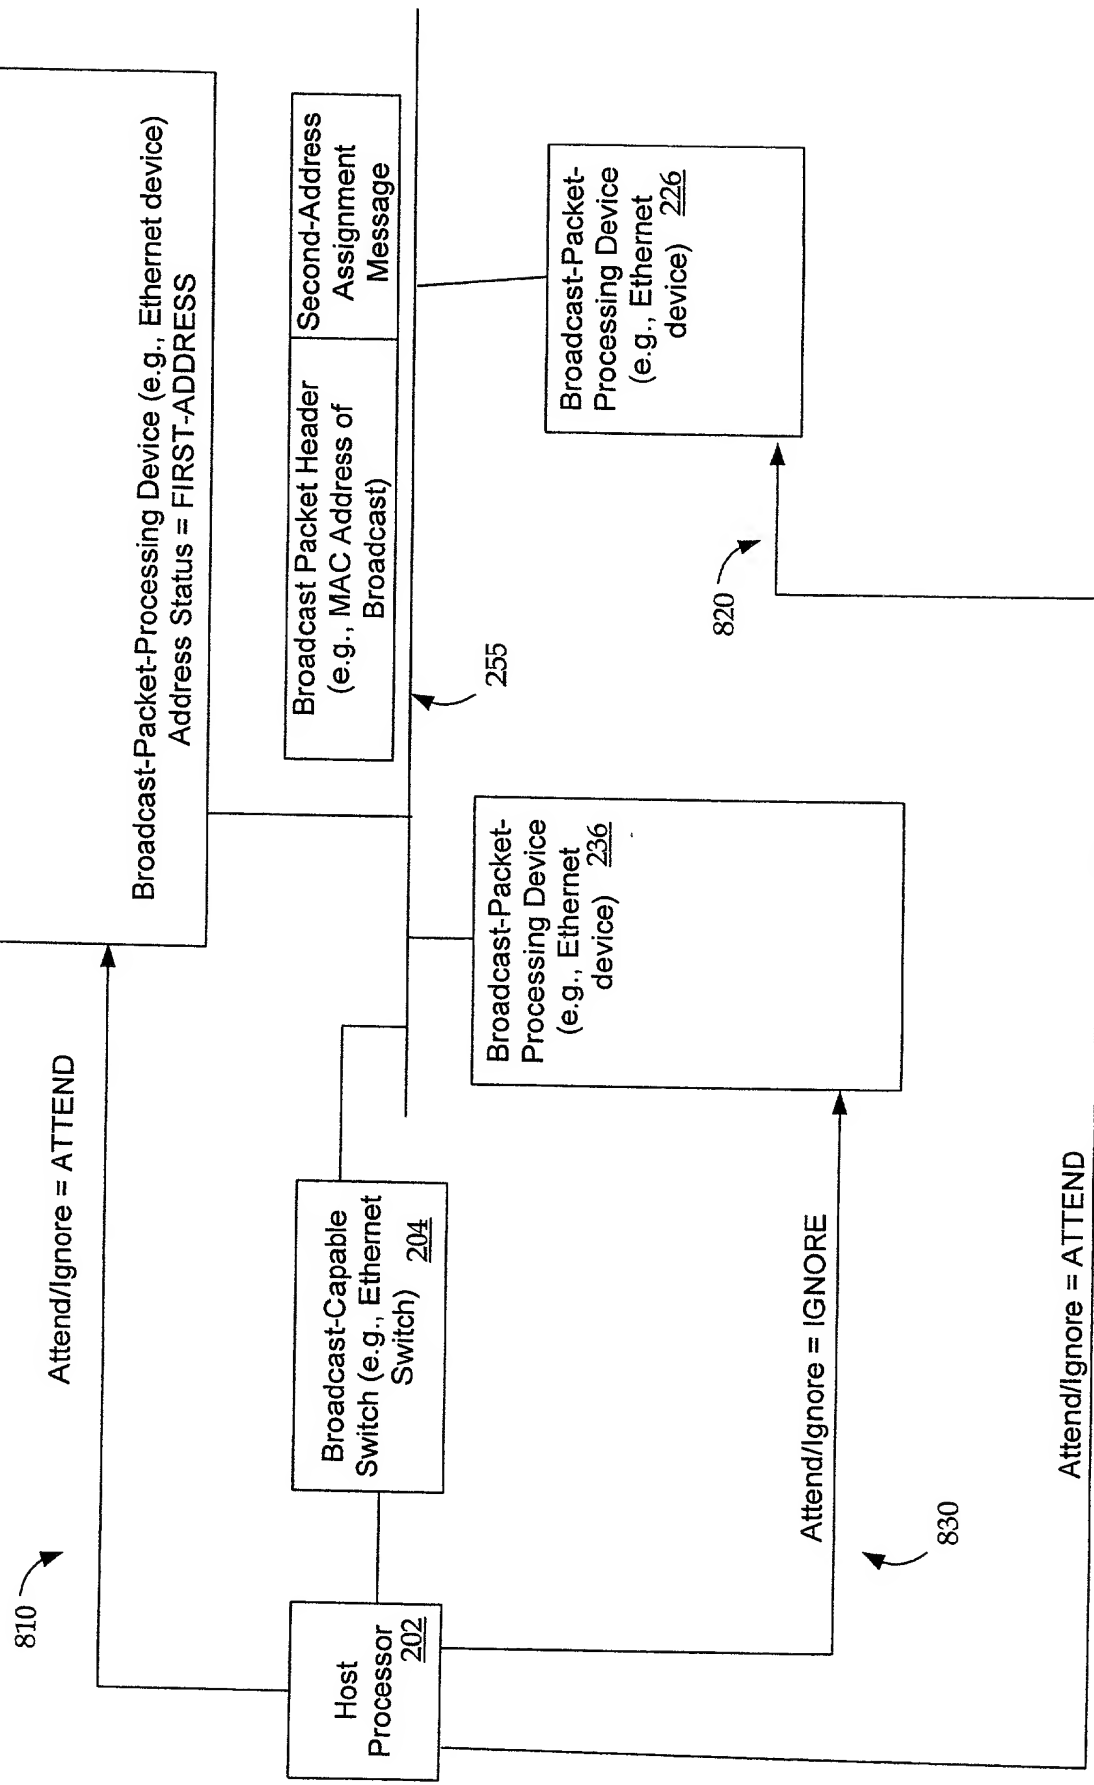 Broadcast-Packet-Processing Device (e.g., Ethernet device)
Address Status = FIRST-ADDRESS
Attend/Ignore = ATTEND
810
Broadcast Packet Header
(e.g., MAC Address of
Broadcast)
Second-Address
Assignment
Message
255
Host
Processor
202
Broadcast-Capable
Switch (e.g., Ethernet
Switch) 204
Broadcast-Packet-
Processing Device
(e.g., Ethernet
device) 236
Broadcast-Packet-
Processing Device
(e.g., Ethernet
device) 226
820
Attend/Ignore = IGNORE
830
Attend/Ignore = ATTEND